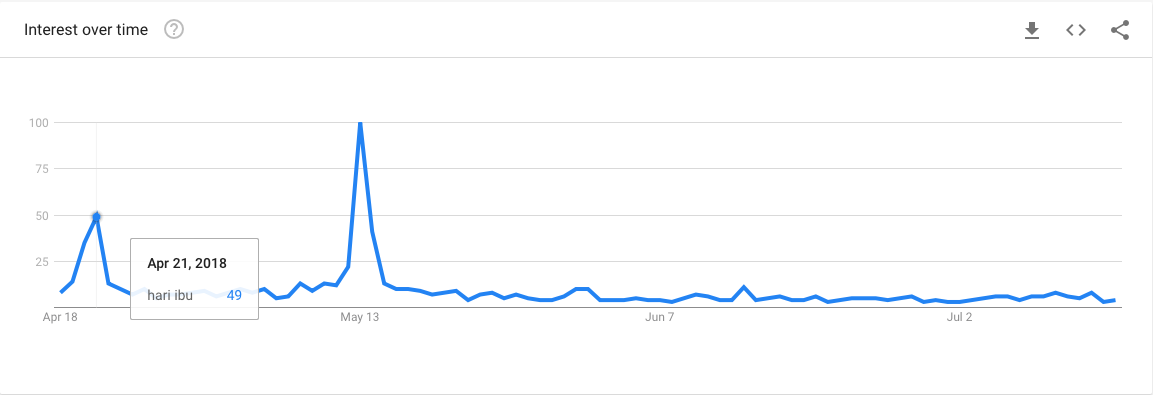 Interest over time
100
75
50
25
Apr 21, 2018
hari ibu 49
Apr 18 May 13 Jun 7 Jul 2